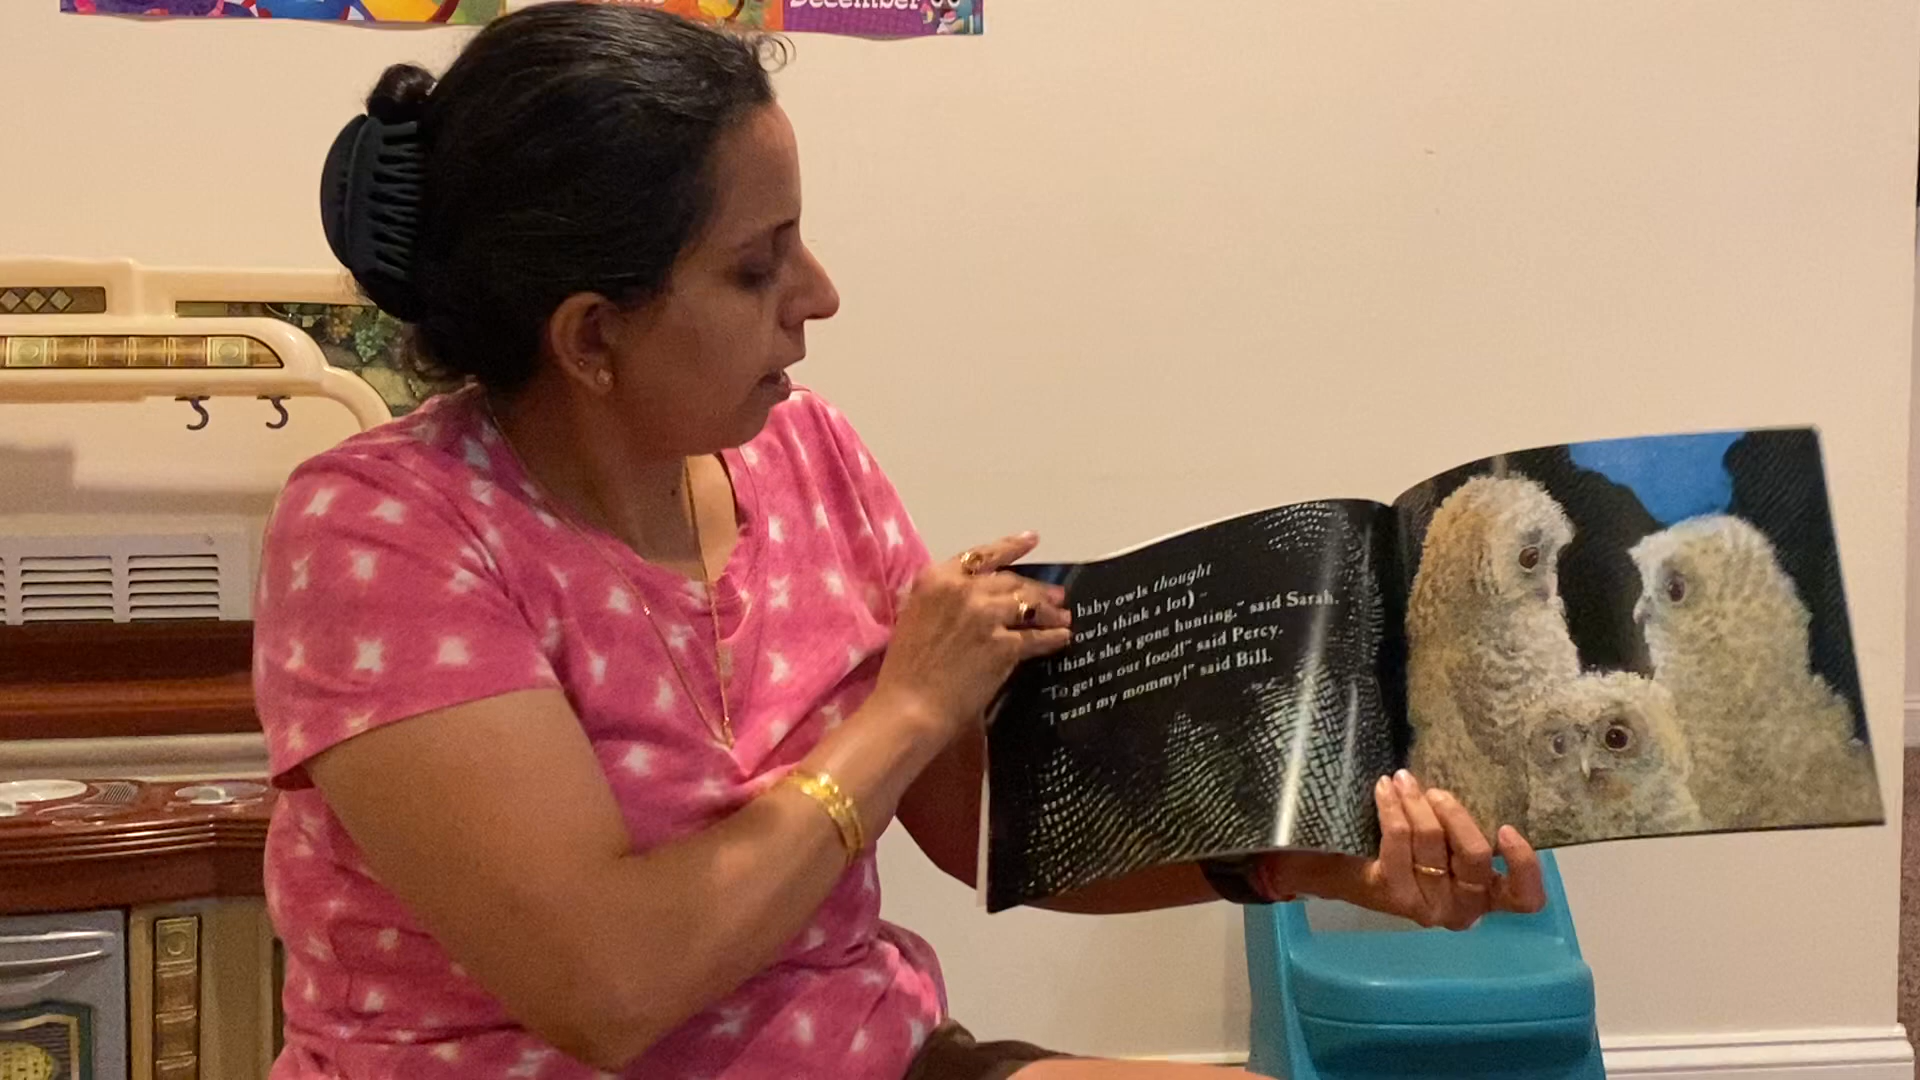 December
baby owls thought
owls think a lot) -
"I think she's gone hunting," said Sarah.
"To get us our food!" said Percy.
"I want my mommy!" said Bill.